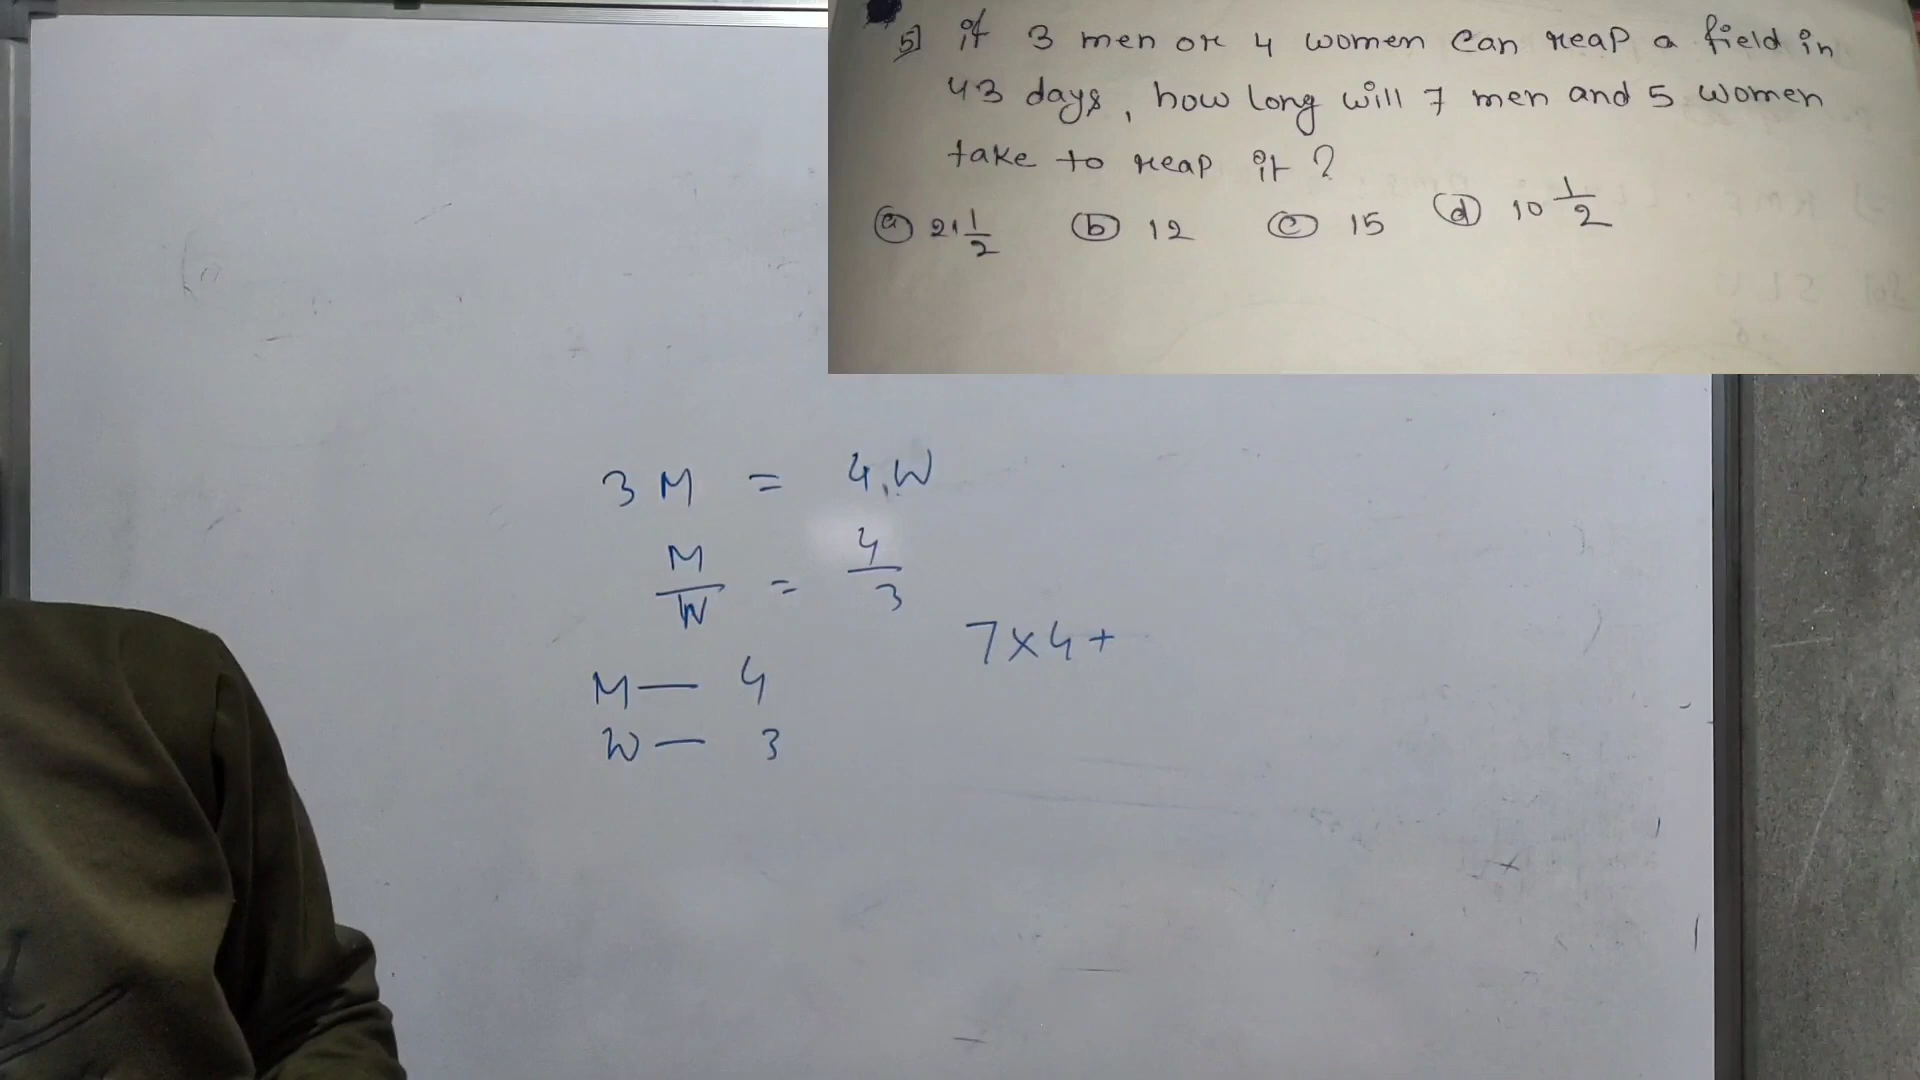 5] if 3 men or 4 women can reap a field in
43 days, how long will 7 men and 5 women
take to reap it?
(a) 21 1/2 (b) 12 (c) 15 (d) 10 1/2
3 M = 4 W
M/W = 4/3
7 x 4 +
M — 4
W — 3